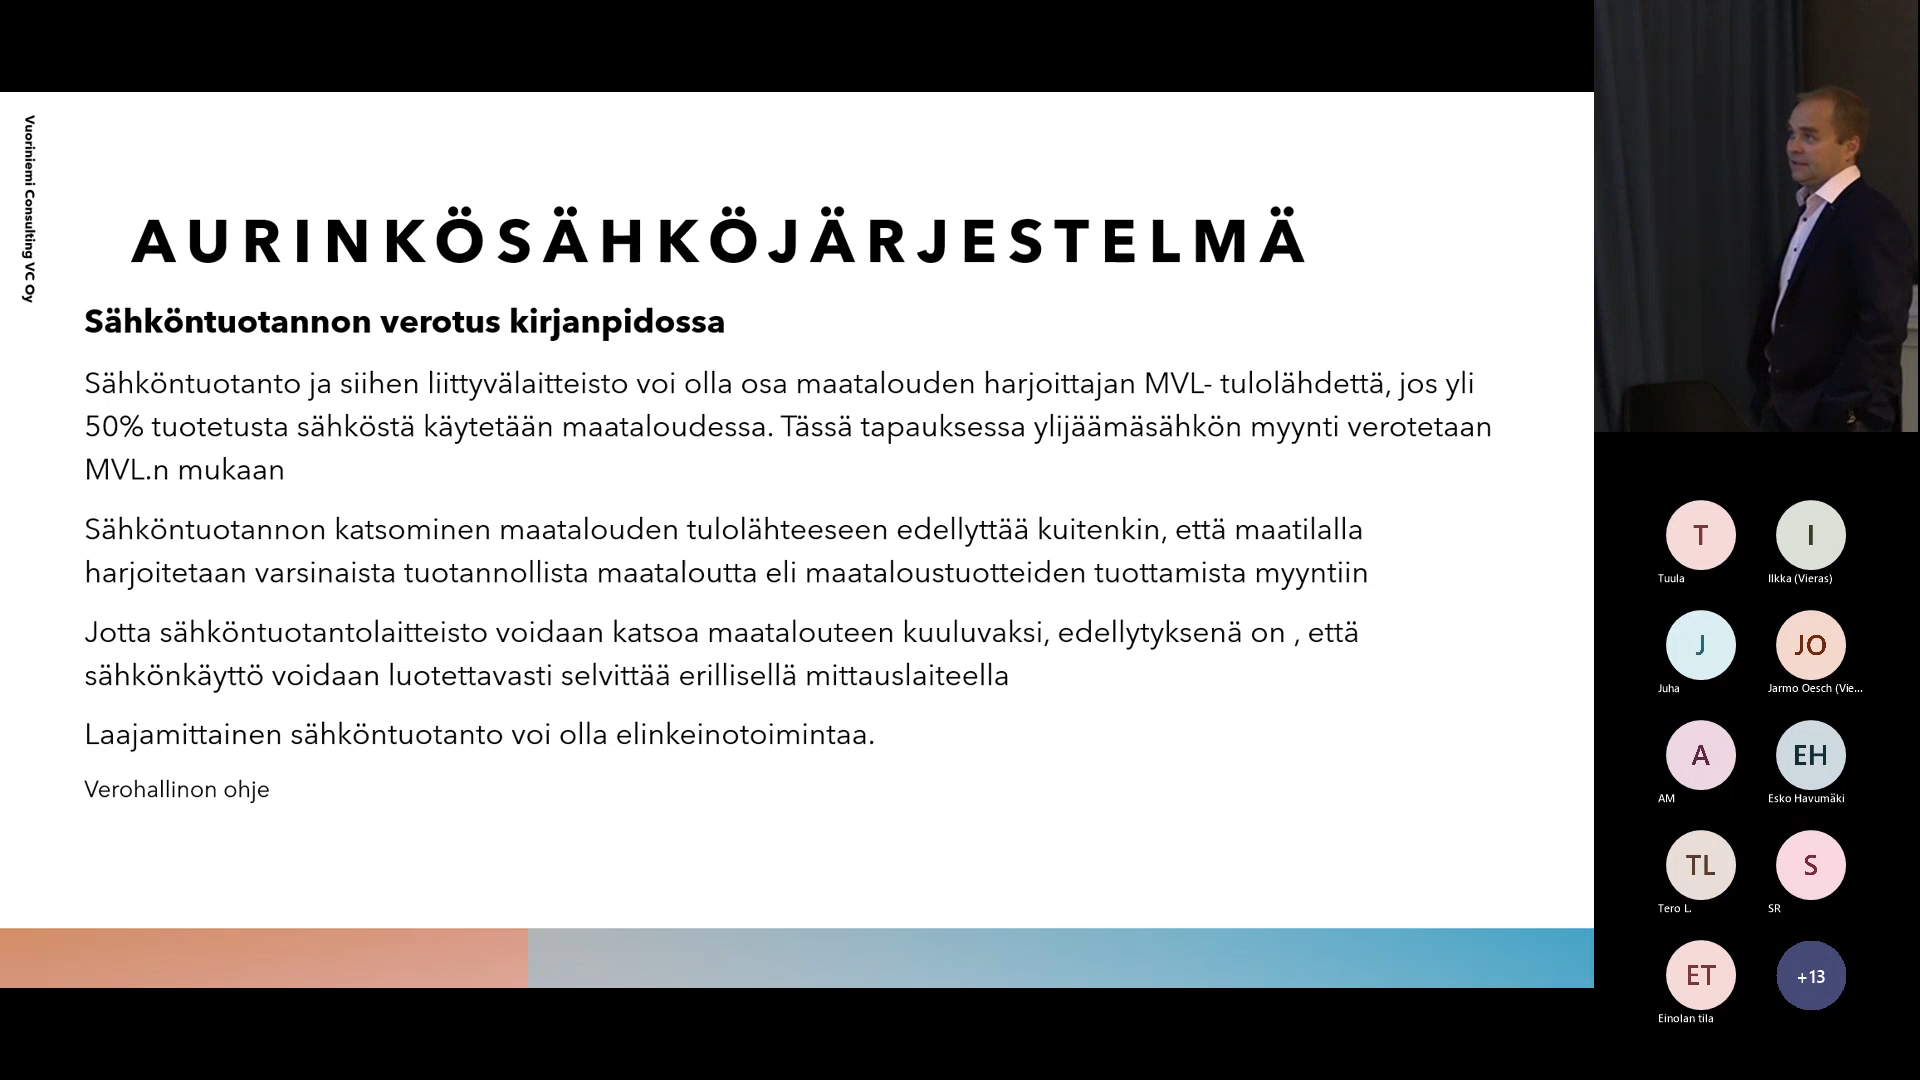 Vuoriniemi Consulting VC Oy
AURINKÖSÄHKÖJÄRJESTELMÄ
Sähköntuotannon verotus kirjanpidossa
Sähköntuotanto ja siihen liittyvälaitteisto voi olla osa maatalouden harjoittajan MVL- tulolähdettä, jos yli
50% tuotetusta sähköstä käytetään maataloudessa. Tässä tapauksessa ylijäämäsähkön myynti verotetaan
MVL.n mukaan
Sähköntuotannon katsominen maatalouden tulolähteeseen edellyttää kuitenkin, että maatilalla
harjoitetaan varsinaista tuotannollista maataloutta eli maataloustuotteiden tuottamista myyntiin
Jotta sähköntuotantolaitteisto voidaan katsoa maatalouteen kuuluvaksi, edellytyksenä on , että
sähkönkäyttö voidaan luotettavasti selvittää erillisellä mittauslaiteella
Laajamittainen sähköntuotanto voi olla elinkeinotoimintaa.
Verohallinon ohje
T
I
Tuula
Ilkka (Vieras)
J
JO
Juha
Jarmo Oesch (Vie...
A
EH
AM
Esko Havumäki
TL
S
Tero L.
SR
ET
+13
Einolan tila